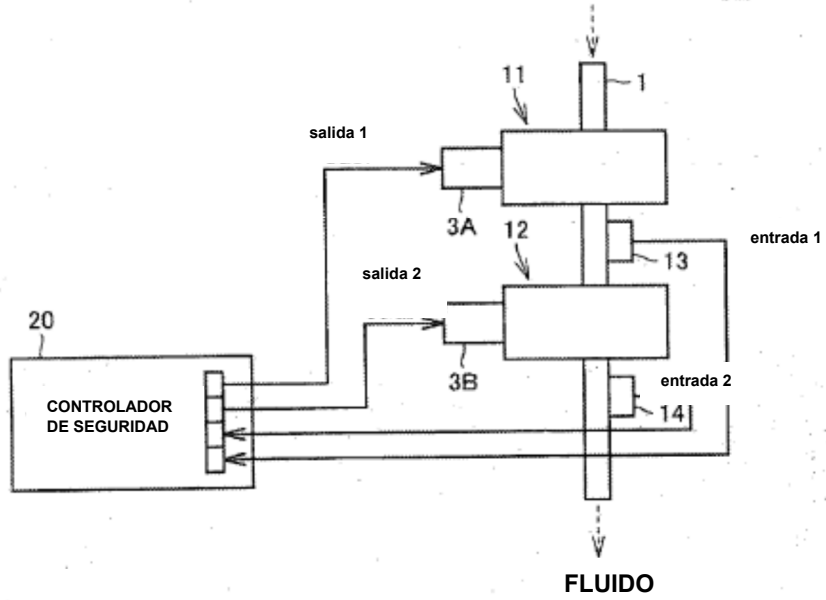 11
1
salida 1
3A
12
13
entrada 1
salida 2
20
3B
entrada 2
14
CONTROLADOR
DE SEGURIDAD
FLUIDO